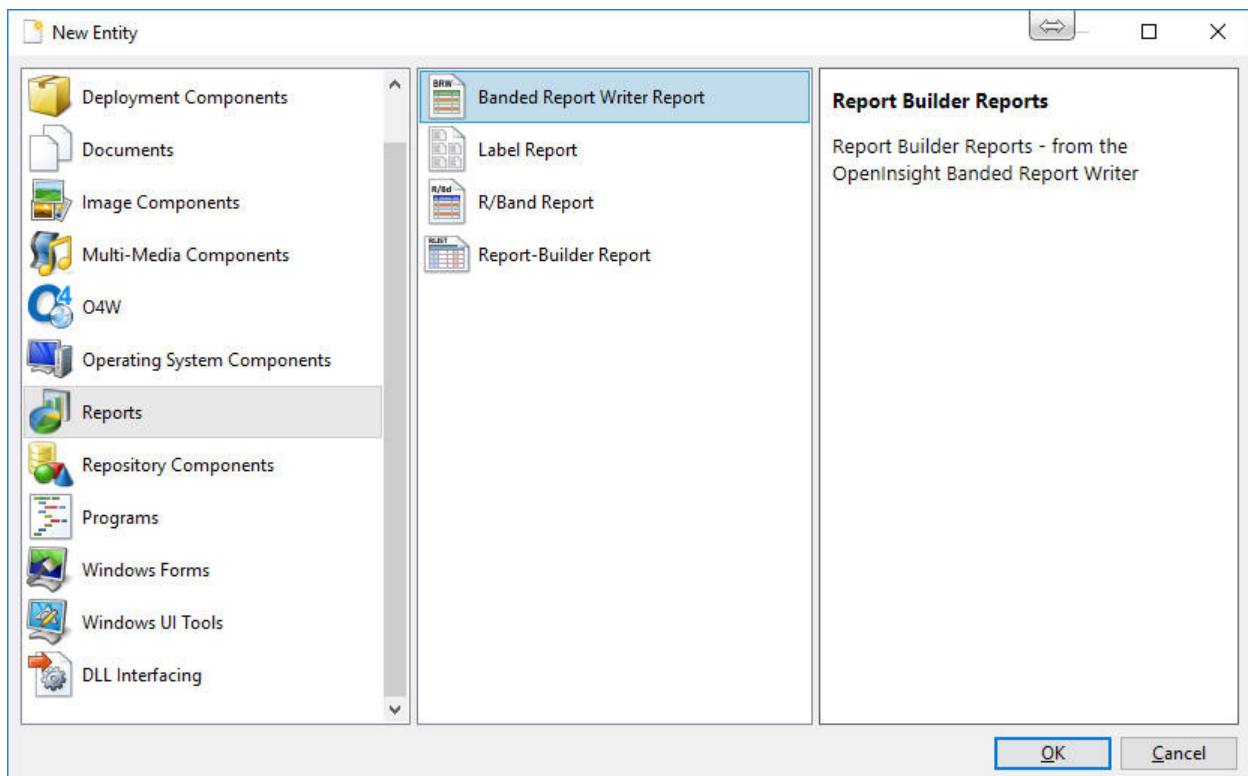 New Entity
Deployment Components
Documents
Image Components
Multi-Media Components
O4W
Operating System Components
Reports
Repository Components
Programs
Windows Forms
Windows UI Tools
DLL Interfacing
BRW
Banded Report Writer Report
Label Report
R/Bd
R/Band Report
RLIST
Report-Builder Report
Report Builder Reports
Report Builder Reports - from the
OpenInsight Banded Report Writer
OK
Cancel